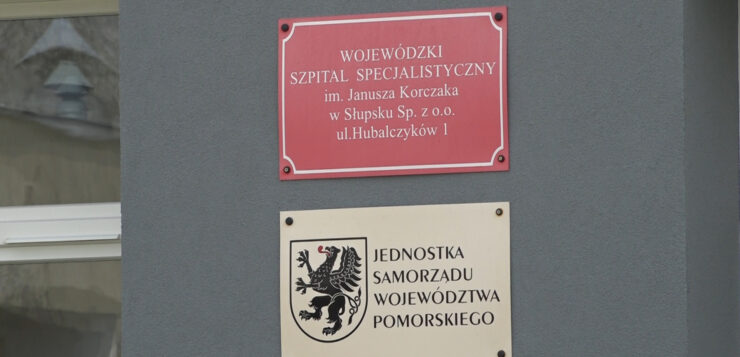 WOJEWÓDZKI
SZPITAL SPECJALISTYCZNY
im. Janusza Korczaka
w Słupsku Sp. z o.o.
ul.Hubalczyków 1
JEDNOSTKA
SAMORZĄDU
WOJEWÓDZTWA
POMORSKIEGO